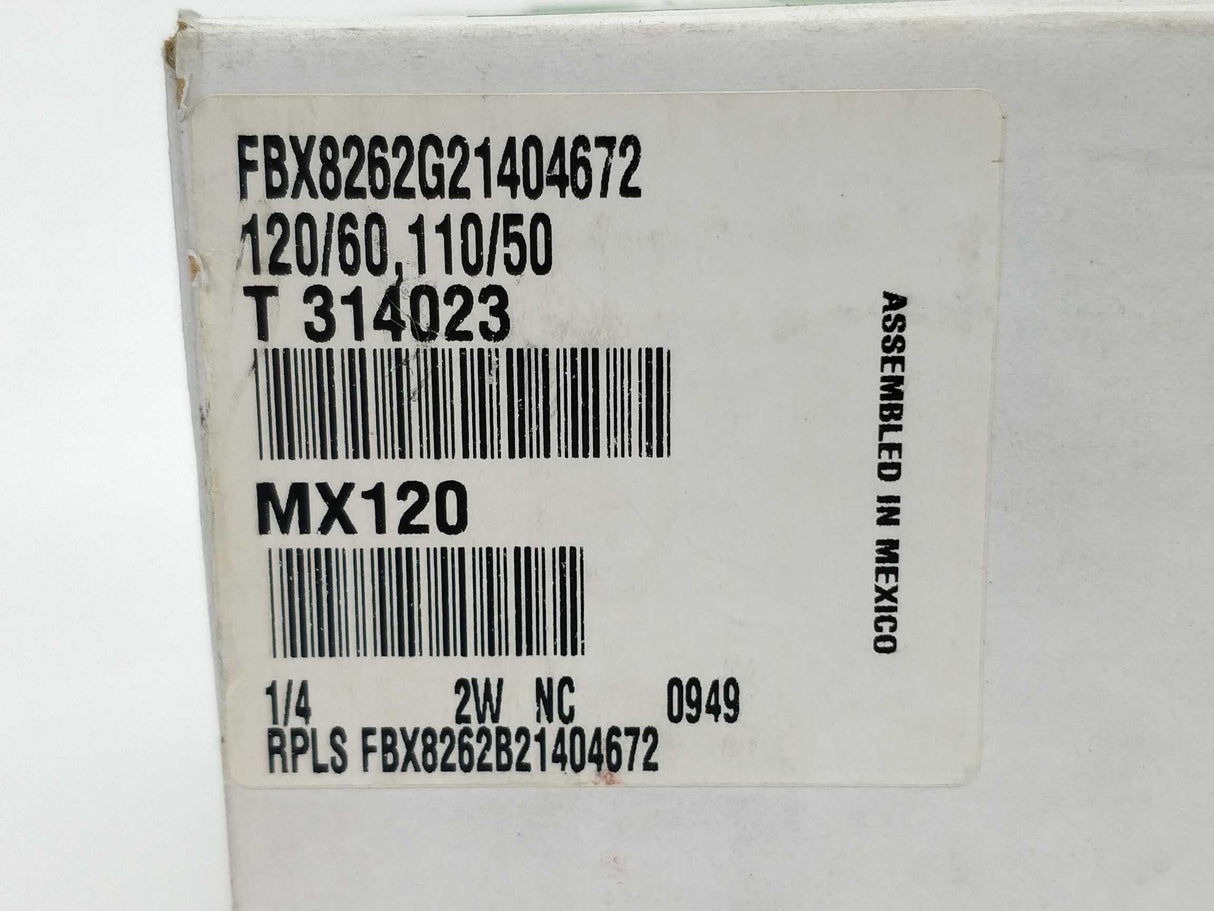 FBX8262G21404672
120/60,110/50
T 314023
MX120
1/4 2W NC 0949
RPLS FBX8262B21404672
ASSEMBLED IN MEXICO